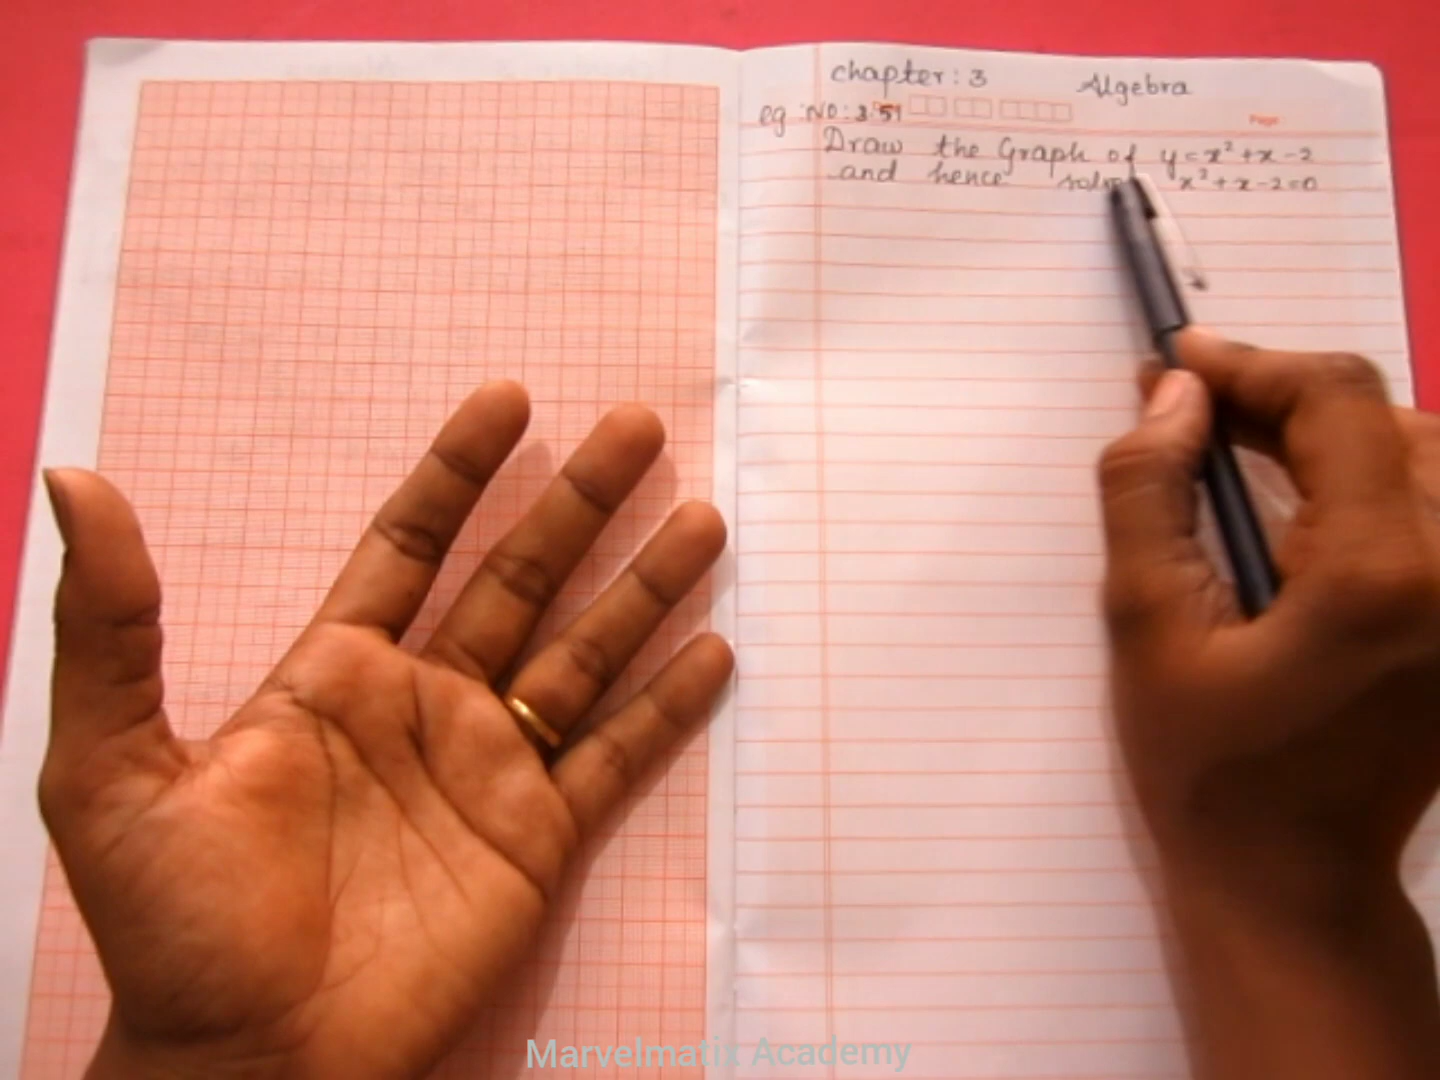 chapter: 3 Algebra
eg: No: 3.51
Page
Draw the Graph of y = x² + x - 2
and hence x² + x - 2 = 0
Marvelmatix Academy